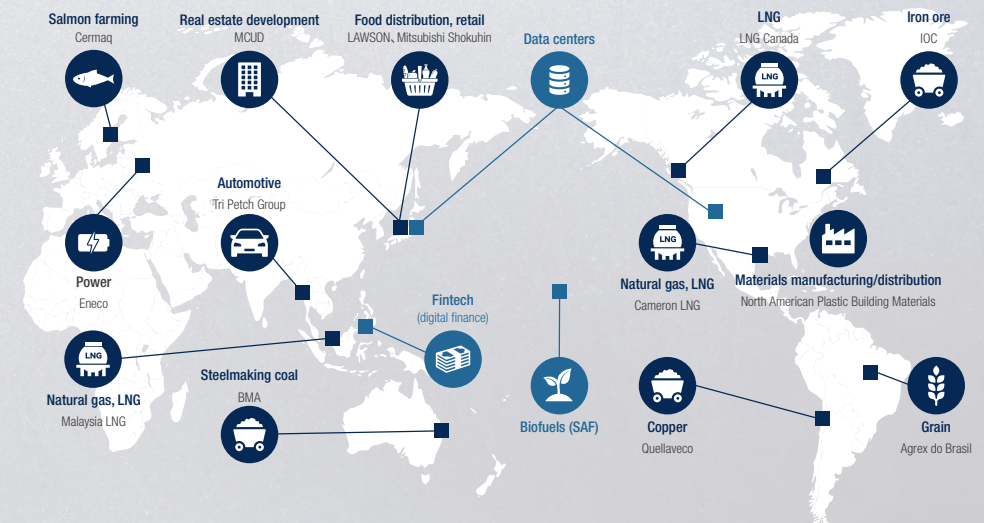 Salmon farming
Cermaq
Real estate development
MCUD
Food distribution, retail
LAWSON, Mitsubishi Shokuhin
Data centers
LNG
LNG Canada
LNG
Iron ore
IOC
Automotive
Tri Petch Group
Power
Eneco
LNG
Natural gas, LNG
Cameron LNG
Materials manufacturing/distribution
North American Plastic Building Materials
Fintech
(digital finance)
LNG
Natural gas, LNG
Malaysia LNG
Steelmaking coal
BMA
Biofuels (SAF)
Copper
Quellaveco
Grain
Agrex do Brasil